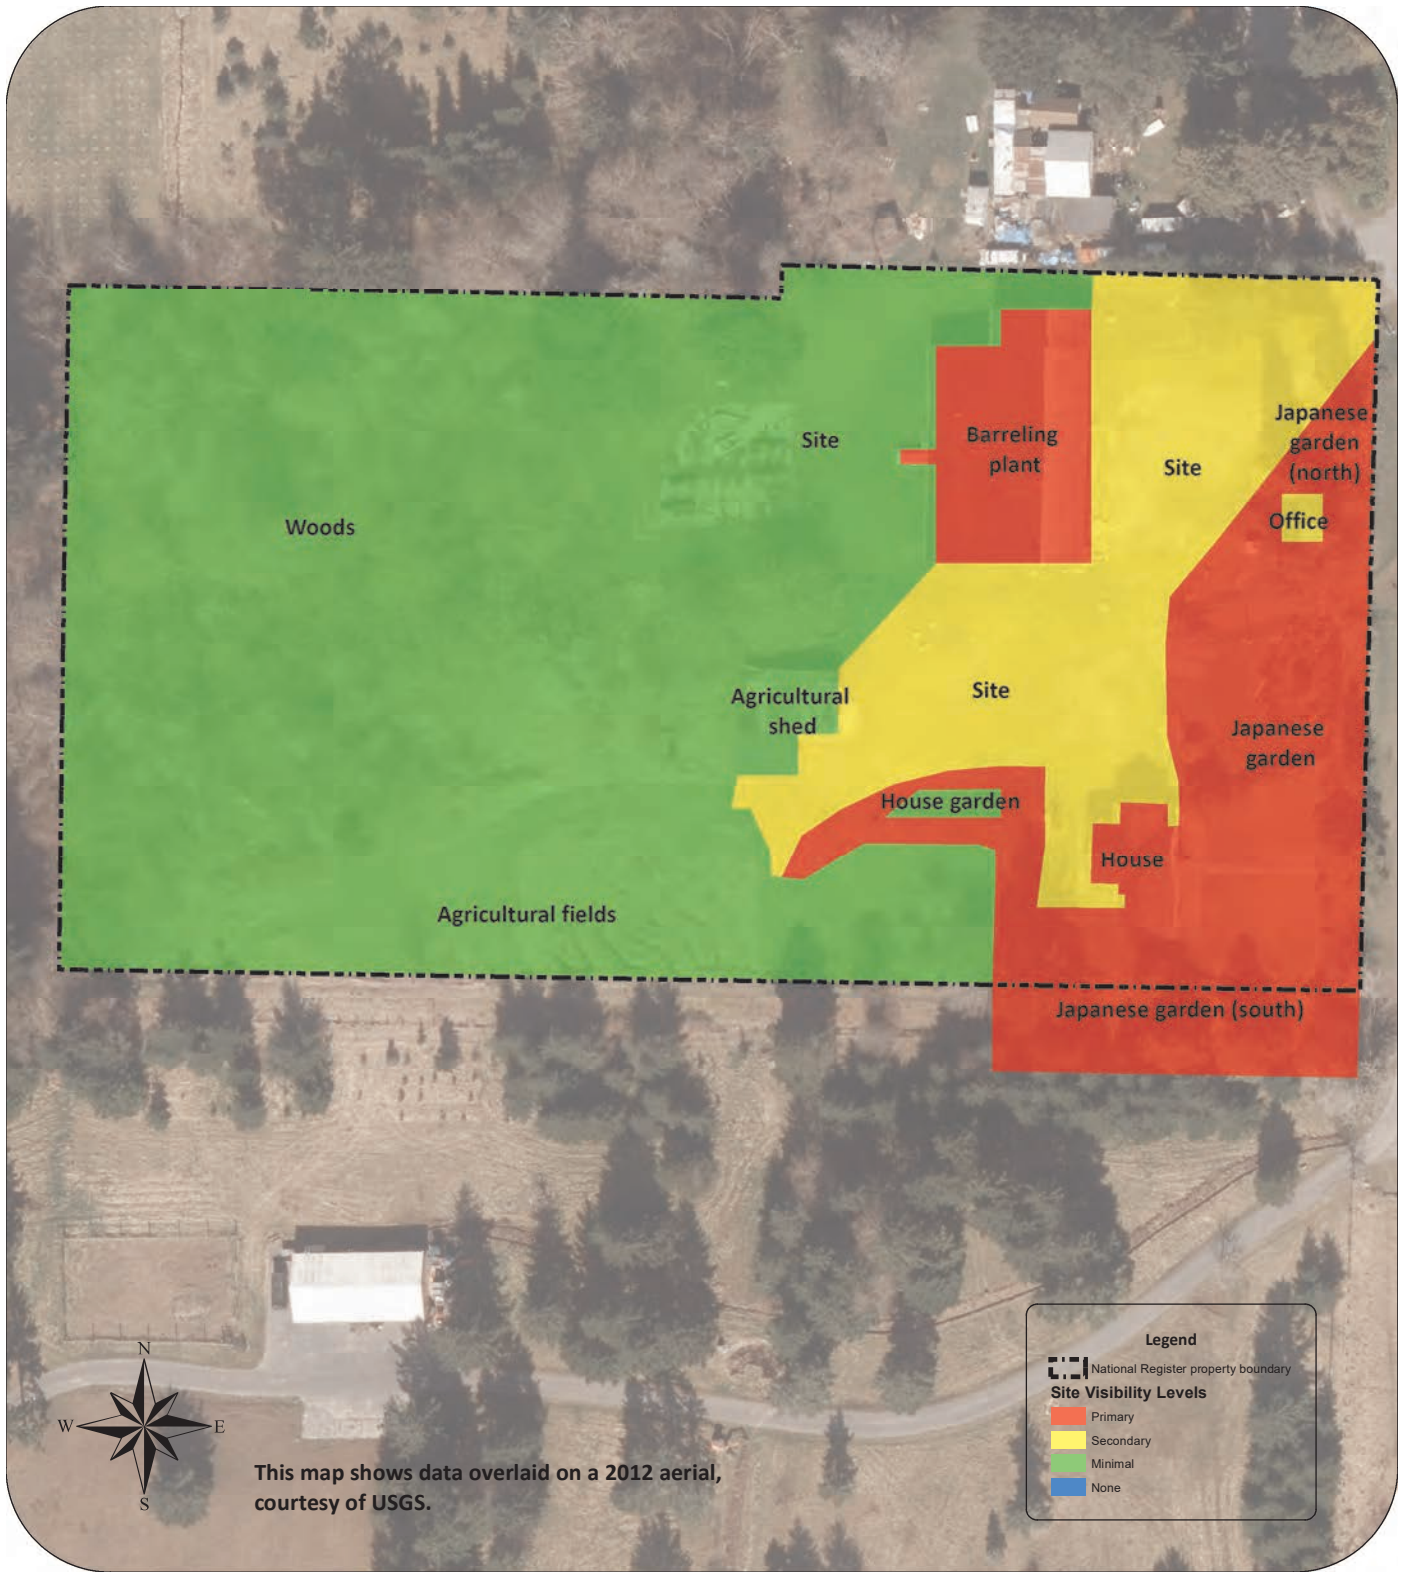 Japanese
garden
(north)
Site
Barreling
plant
Site
Office
Woods
Site
Agricultural
shed
Japanese
garden
House garden
House
Agricultural fields
Japanese garden (south)
Legend
National Register property boundary
Site Visibility Levels
Primary
Secondary
Minimal
None
N
W
E
S
This map shows data overlaid on a 2012 aerial,
courtesy of USGS.